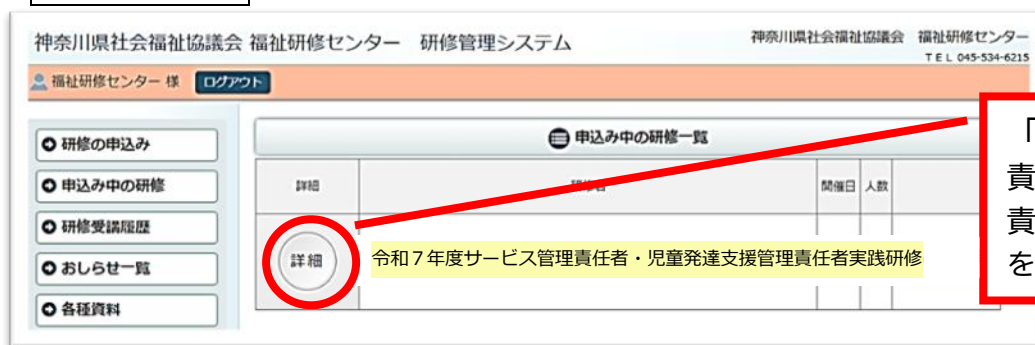 神奈川県社会福祉協議会 福祉研修センター 研修管理システム
神奈川県社会福祉協議会 福祉研修センター
TEL 045-534-6215
福祉研修センター 様 ログアウト
研修の申込み
申込み中の研修
研修受講履歴
おしらせ一覧
各種資料
申込み中の研修一覧
詳細 開催日 人数
詳細 令和7年度サービス管理責任者・児童発達支援管理責任者実践研修
「
責
責
を